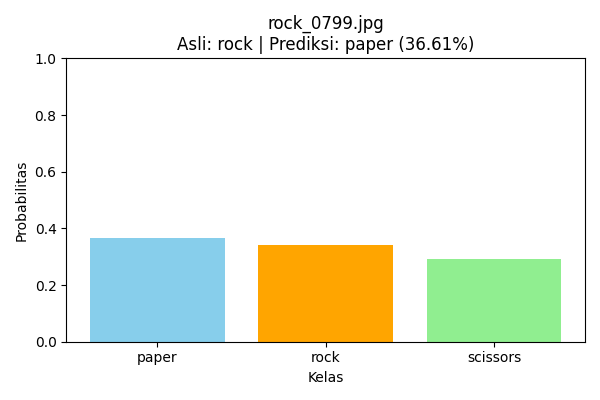 rock_0799.jpg
Asli: rock | Prediksi: paper (36.61%)
1.0
0.8
0.6
0.4
0.2
0.0
Probabilitas
paper rock scissors
Kelas